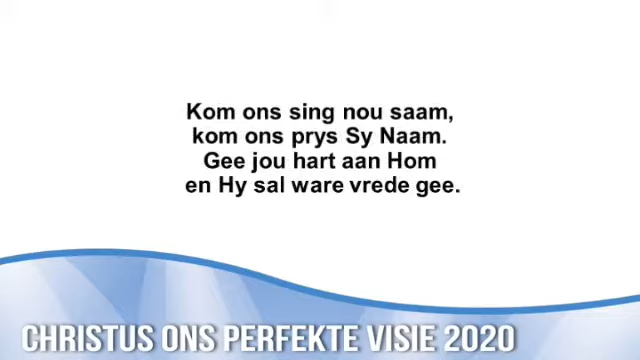 Kom ons sing nou saam,
kom ons prys Sy Naam.
Gee jou hart aan Hom
en Hy sal ware vrede gee.
CHRISTUS ONS PERFEKTE VISIE 2020